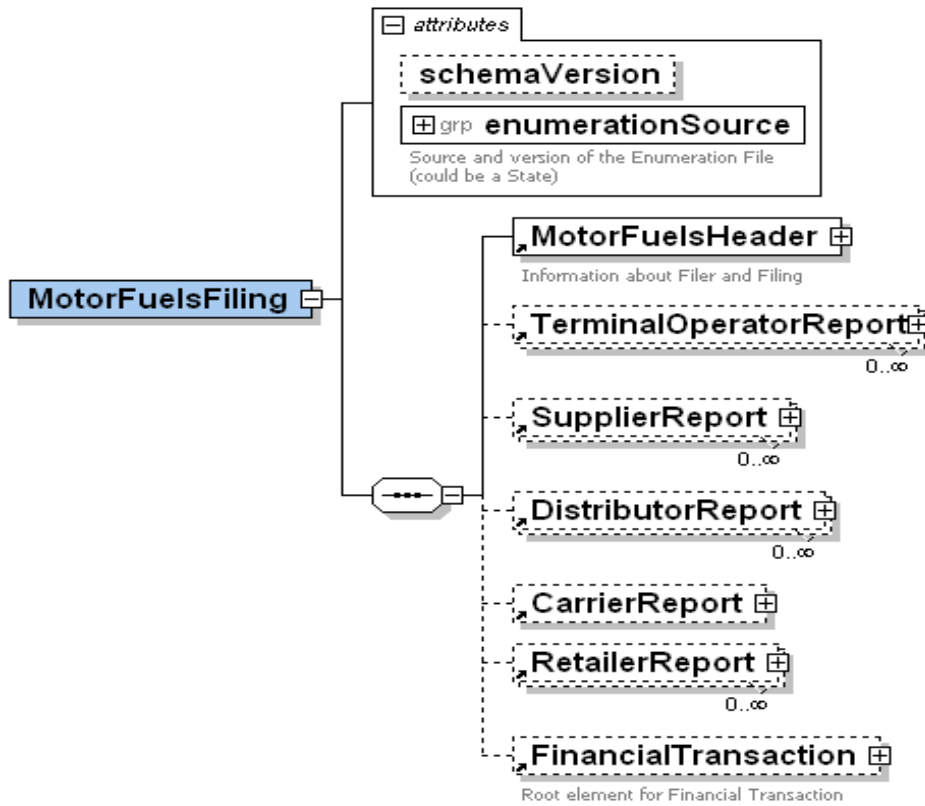 attributes
schemaVersion
grp enumerationSource
Source and version of the Enumeration File
(could be a State)
MotorFuelsHeader
Information about Filer and Filing
MotorFuelsFiling
TerminalOperatorReport
0..∞
SupplierReport
0..∞
DistributorReport
0..∞
CarrierReport
RetailerReport
0..∞
FinancialTransaction
Root element for Financial Transaction